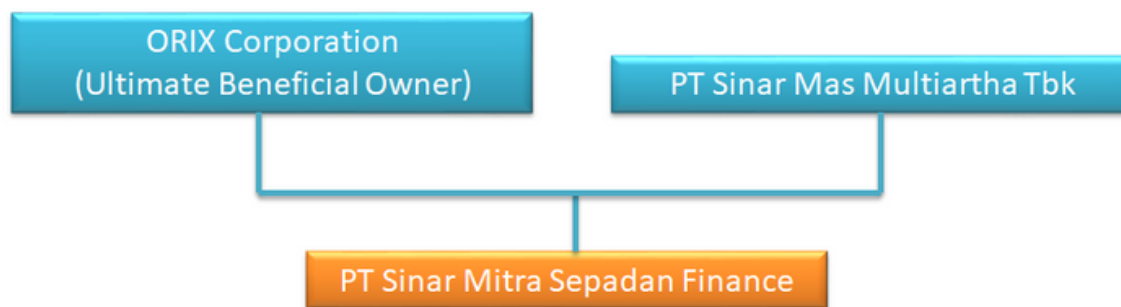 ORIX Corporation
(Ultimate Beneficial Owner)
PT Sinar Mas Multiartha Tbk
PT Sinar Mitra Sepadan Finance